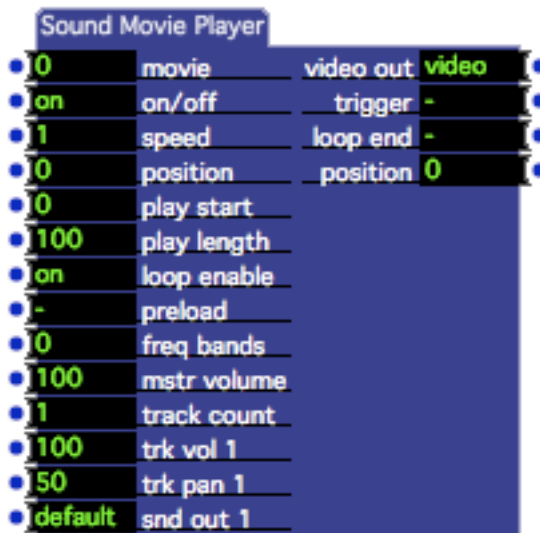 Sound Movie Player
0 movie video out video
on on/off trigger -
1 speed loop end -
0 position position 0
0 play start
100 play length
on loop enable
- preload
0 freq bands
100 mstr volume
1 track count
100 trk vol 1
50 trk pan 1
default snd out 1